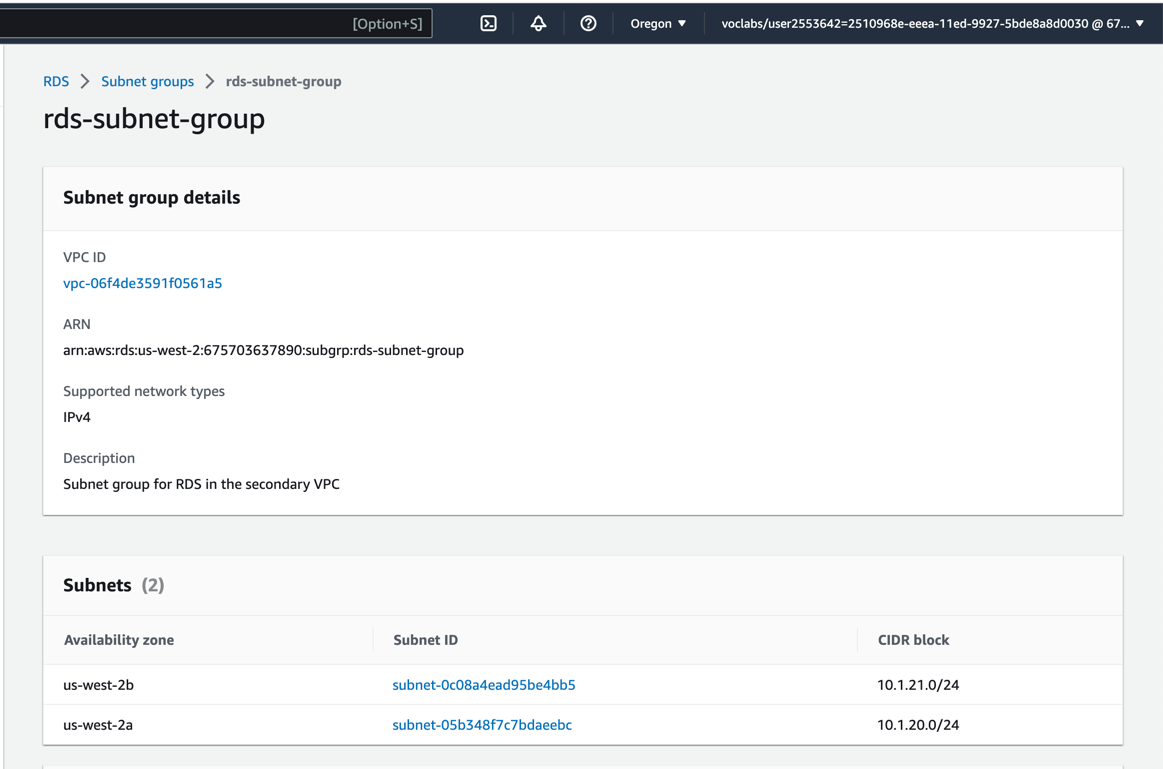 [Option+S] Oregon voclabs/user2553642=2510968e-eeea-11ed-9927-5bde8a8d0030 @ 67...
RDS Subnet groups rds-subnet-group
rds-subnet-group
Subnet group details
VPC ID
vpc-06f4de3591f0561a5
ARN
arn:aws:rds:us-west-2:675703637890:subgrp:rds-subnet-group
Supported network types
IPv4
Description
Subnet group for RDS in the secondary VPC
Subnets (2)
Availability zone Subnet ID CIDR block
us-west-2b subnet-0c08a4ead95be4bb5 10.1.21.0/24
us-west-2a subnet-05b348f7c7bdaeebc 10.1.20.0/24